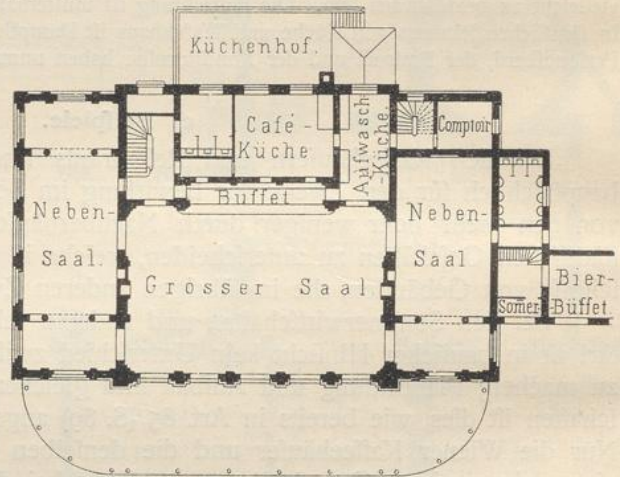 Küchenhof.
Café-
Küche
Aufwasch
Küche.
Comptoir
Buffet
Neben-
Saal.
Grosser Saal
Neben-
Saal
Somer-
Bier-
Büffet.